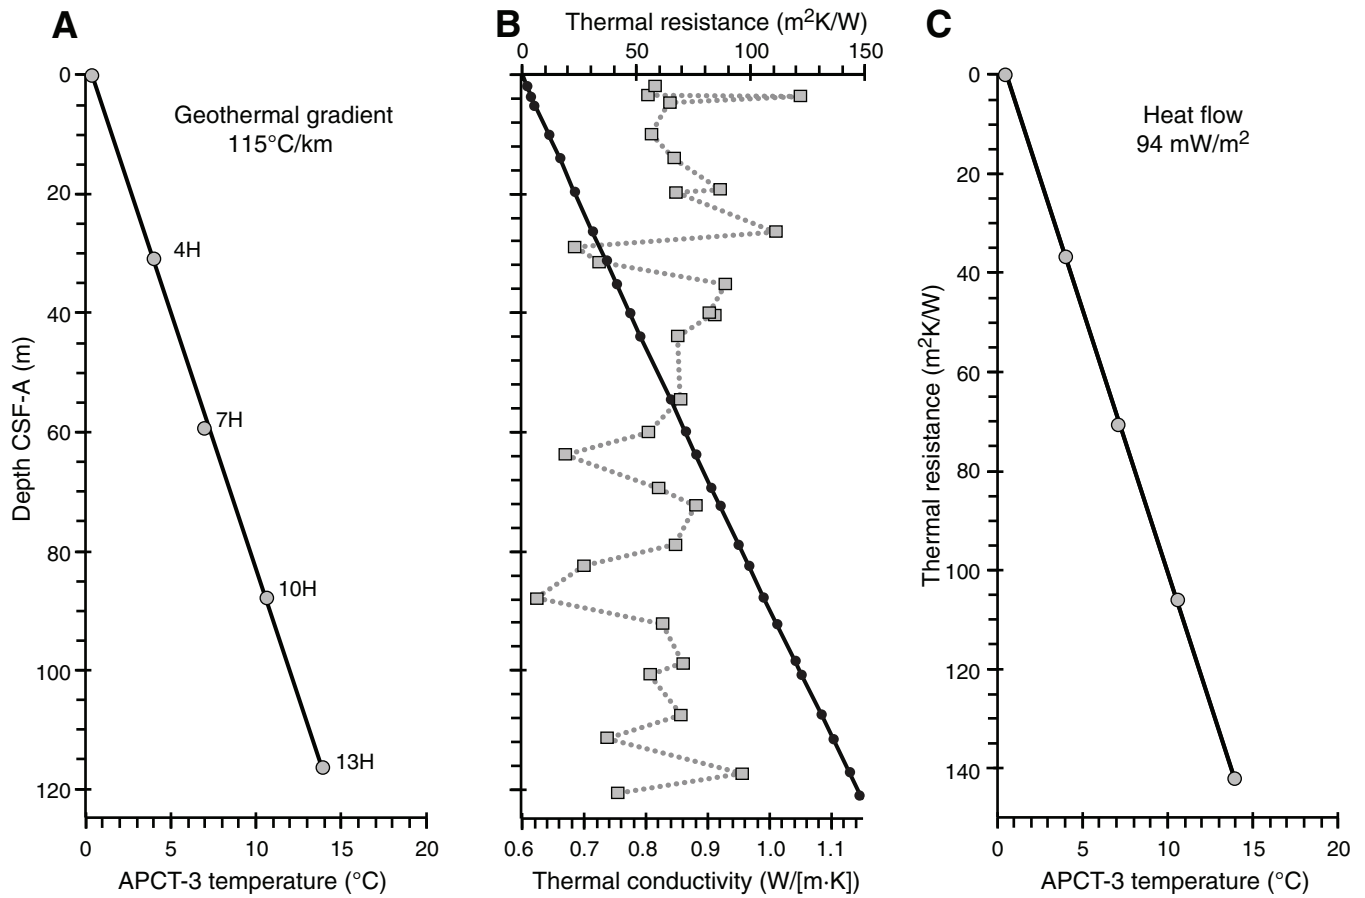 A
Geothermal gradient
115°C/km
4H
7H
10H
13H
0
20
40
60
80
100
120
Depth CSF-A (m)
0
5
10
15
20
APCT-3 temperature (°C)
B
Thermal resistance (m²K/W)
0
50
100
150
0.6
0.7
0.8
0.9
1.0
1.1
Thermal conductivity (W/[m·K])
C
Heat flow
94 mW/m²
0
20
40
60
80
100
120
140
Thermal resistance (m²K/W)
0
5
10
15
20
APCT-3 temperature (°C)